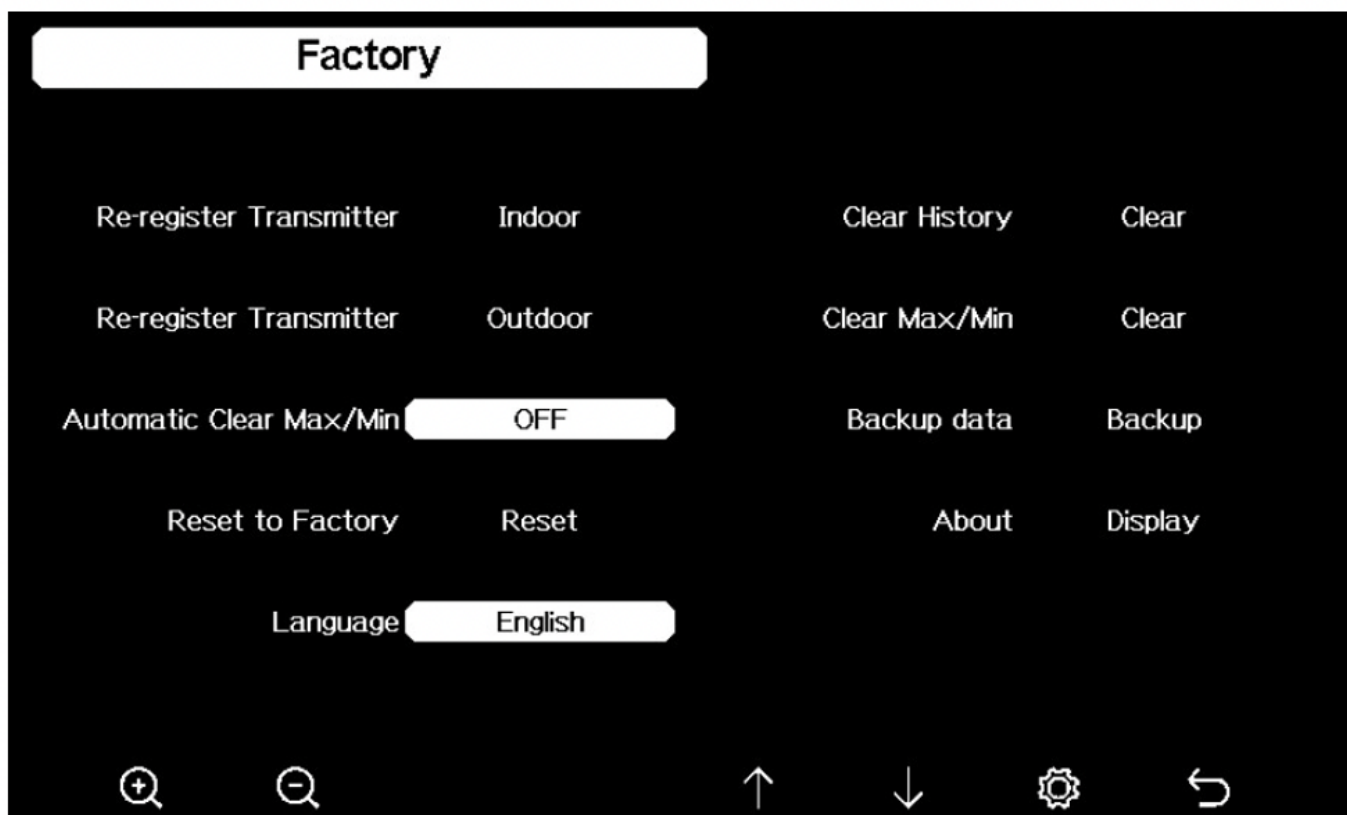 Factory
Re-register Transmitter Indoor Clear History Clear
Re-register Transmitter Outdoor Clear Max/Min Clear
Automatic Clear Max/Min OFF Backup data Backup
Reset to Factory Reset About Display
Language English